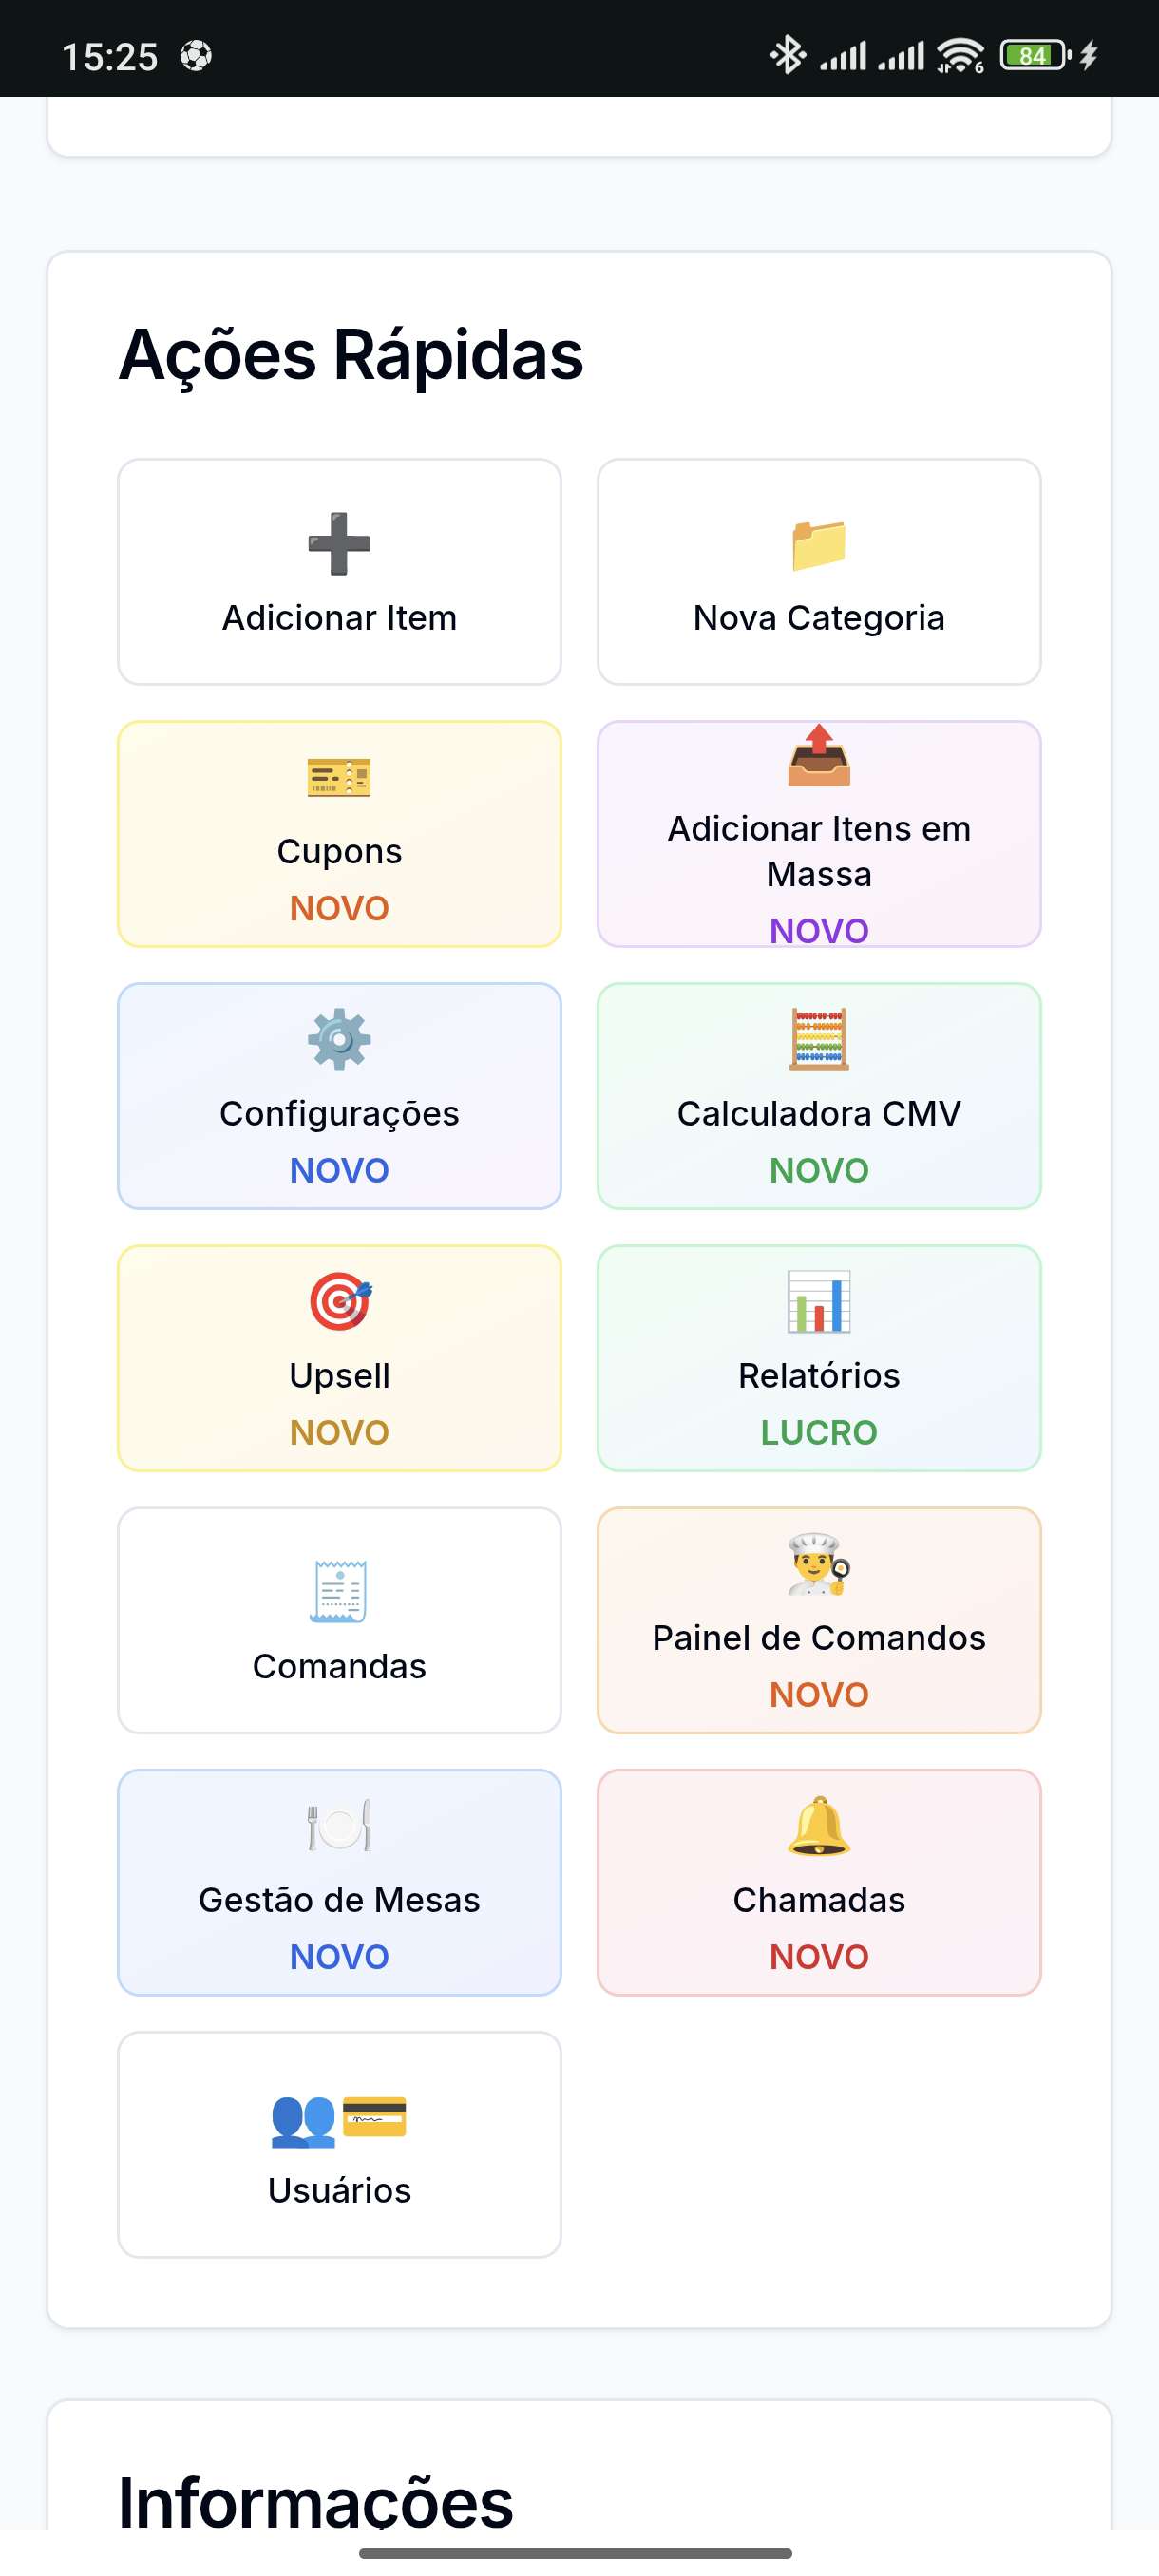 15:25
6
84
Ações Rápidas
Adicionar Item
Nova Categoria
Cupons
NOVO
Adicionar Itens em
Massa
NOVO
Configurações
NOVO
Calculadora CMV
NOVO
Upsell
NOVO
Relatórios
LUCRO
Comandas
Painel de Comandos
NOVO
Gestão de Mesas
NOVO
Chamadas
NOVO
Usuários
Informações